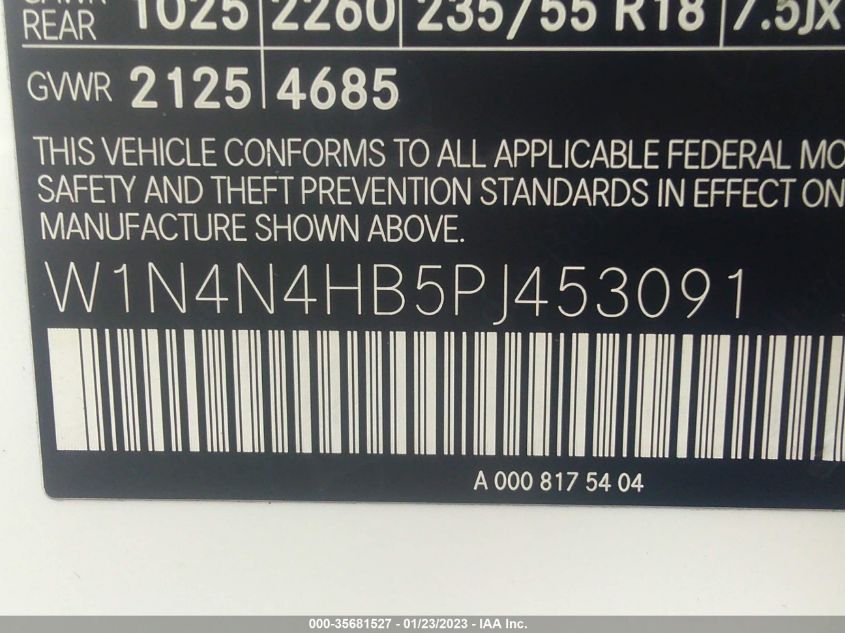 REAR 1025 2260 235/55 R18 7.5Jx
GVWR 2125 4685
THIS VEHICLE CONFORMS TO ALL APPLICABLE FEDERAL MO
SAFETY AND THEFT PREVENTION STANDARDS IN EFFECT ON
MANUFACTURE SHOWN ABOVE.
W1N4N4HB5PJ453091
A 000 817 54 04
000-35681527 - 01/23/2023 - IAA Inc.